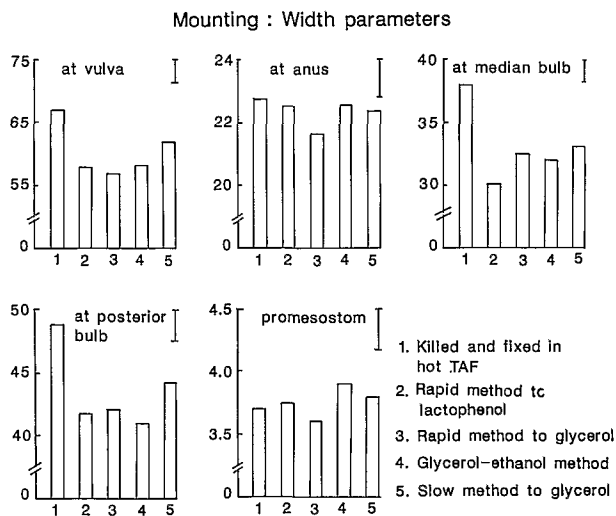 Mounting : Width parameters
75
65
55
0
at vulva
1 2 3 4 5
24
22
20
0
at anus
1 2 3 4 5
40
35
30
0
at median bulb
1 2 3 4 5
50
45
40
0
at posterior
bulb
1 2 3 4 5
4.5
4.0
3.5
0
promesostom
1 2 3 4 5
1. Killed and fixed in
hot TAF
2. Rapid method to
lactophenol
3. Rapid method to glycerol
4. Glycerol-ethanol method
5. Slow method to glycerol